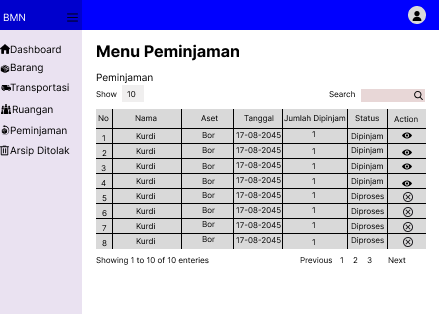 BMN
Dashboard
Barang
Transportasi
Ruangan
Peminjaman
Arsip Ditolak
Menu Peminjaman
Peminjaman
Show 10 Search
No Nama Aset Tanggal Jumlah Dipinjam Status Action
1 Kurdi Bor 17-08-2045 1 Dipinjam
2 Kurdi Bor 17-08-2045 1 Dipinjam
3 Kurdi Bor 17-08-2045 1 Dipinjam
4 Kurdi Bor 17-08-2045 1 Dipinjam
5 Kurdi Bor 17-08-2045 1 Diproses
6 Kurdi Bor 17-08-2045 1 Diproses
7 Kurdi Bor 17-08-2045 1 Diproses
8 Kurdi Bor 17-08-2045 1 Diproses
Showing 1 to 10 of 10 entries Previous 1 2 3 Next